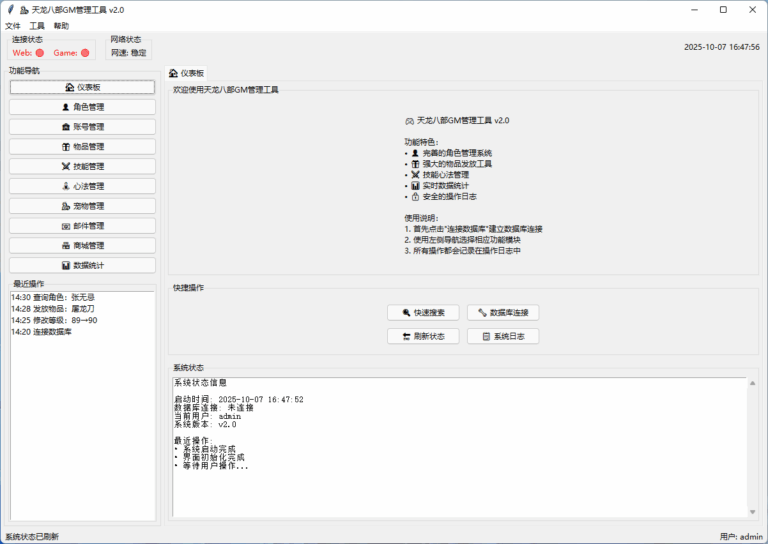 天龙八部GM管理工具 v2.0
文件 工具 帮助
连接状态
Web: Game:
网络状态
网速: 稳定
2025-10-07 16:47:56
功能导航
仪表板
角色管理
账号管理
物品管理
技能管理
心法管理
宠物管理
邮件管理
商城管理
数据统计
最近操作
14:30 查询角色: 张无忌
14:28 发放物品: 屠龙刀
14:25 修改等级: 89→90
14:20 连接数据库
仪表板
欢迎使用天龙八部GM管理工具
天龙八部GM管理工具 v2.0
功能特色:
• 完善的角色管理系统
• 强大的物品发放工具
• 技能心法管理
• 实时数据统计
• 安全的操作日志
使用说明:
1. 首先点击"连接数据库"建立数据库连接
2. 使用左侧导航选择相应功能模块
3. 所有操作都会记录在操作日志中
快捷操作
快速搜索
数据库连接
刷新状态
系统日志
系统状态
系统状态信息
启动时间: 2025-10-07 16:47:52
数据库连接: 未连接
当前用户: admin
系统版本: v2.0
最近操作:
• 系统启动完成
• 界面初始化完成
• 等待用户操作...
系统状态已刷新
用户: admin